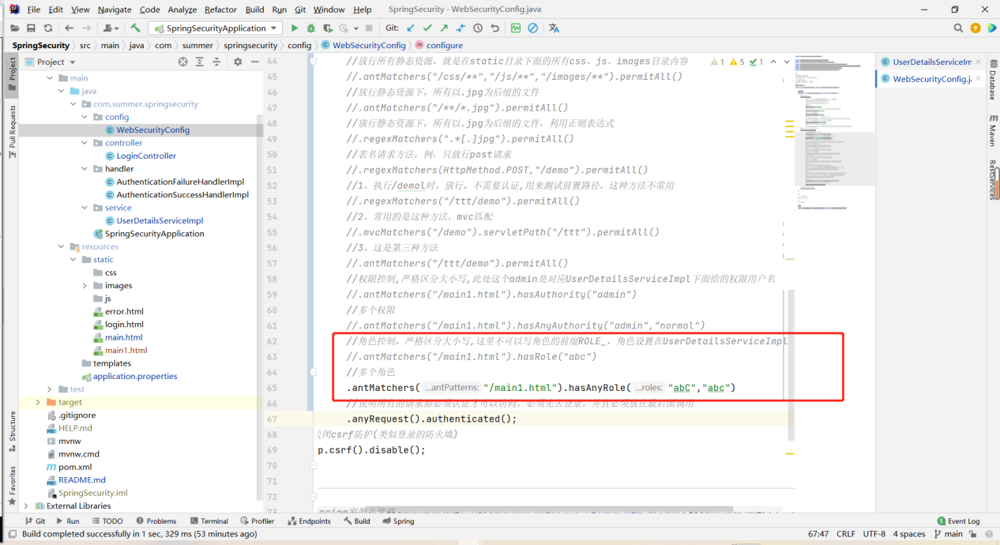 File Edit View Navigate Code Analyze Refactor Build Run Git Window Help SpringSecurity - WebSecurityConfig.java
SpringSecurityApplication Git:
SpringSecurity src main java com summer springsecurity config WebSecurityConfig configure
Project
Pull Requests
Structure
Favorites
Project
main
java
com.summer.springsecurity
config
WebSecurityConfig
controller
LoginController
handler
AuthenticationFailureHandlerImpl
AuthenticationSuccessHandlerImpl
service
UserDetailsServiceImpl
SpringSecurityApplication
resources
static
css
images
js
error.html
login.html
main.html
main1.html
templates
application.properties
test
target
.gitignore
HELP.md
mvnw
mvnw.cmd
pom.xml
README.md
SpringSecurity.iml
External Libraries
1 5 1
44 //放行所有静态资源，就是在static目录下面的所有css、js、images目录内容
45 //.antMatchers("/css/**","/js/**","/images/**").permitAll()
46 //放行静态资源下，所有以.jpg为后缀的文件
47 //.antMatchers("/**/*.jpg").permitAll()
48 //放行静态资源下，所有以.jpg为后缀的文件，利用正则表达式
49 //.regexMatchers(".*[.]jpg").permitAll()
50 //表名请求方法，例：只放行post请求
51 //.regexMatchers(HttpMethod.POST,"/demo").permitAll()
52 //1、执行/demol时，放行，不需要认证,用来测试前置路径，这种方法不常用
53 //.regexMatchers("/ttt/demo").permitAll()
54 //2、常用的是这种方法，mvc匹配
55 //.mvcMatchers("/demo").servletPath("/ttt").permitAll()
56 //3、这是第三种方法
57 //.antMatchers("/ttt/demo").permitAll()
58 //权限控制,严格区分大小写,此处这个admin是对应UserDetailsServiceImpl下面给的权限用户名
59 //.antMatchers("/main1.html").hasAuthority("admin")
60 //多个权限
61 //.antMatchers("/main1.html").hasAnyAuthority("admin","normal")
62 //角色控制，严格区分大小写,这里不可以写角色的前缀ROLE_，角色设置在UserDetailsServiceImpl
63 //.antMatchers("/main1.html").hasRole("abc")
64 //多个角色
65 .antMatchers( ...antPatterns: "/main1.html").hasAnyRole( ...roles: "abC","abc")
66 //说明所有的请求都必须认证才可以访问，必须先去登录，并且必须放在最后面调用
67 .anyRequest().authenticated();
68 关闭csrf防护(类似登录的防火墙)
69 p.csrf().disable();
70
71
72
73
UserDetailsServiceIm
WebSecurityConfig.j
Database
Maven
RestServices
Git Run TODO Problems Terminal Profiler Endpoints Build Spring 1 Event Log
Build completed successfully in 1 sec, 329 ms (53 minutes ago) 67:47 CRLF UTF-8 4 spaces main